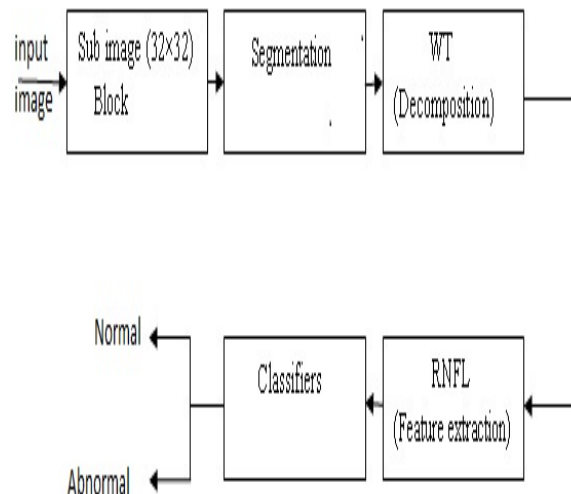 input
image
Sub image (32×32)
Block
Segmentation
WT
(Decomposition)
RNFL
(Feature extraction)
Classifiers
Normal
Abnormal